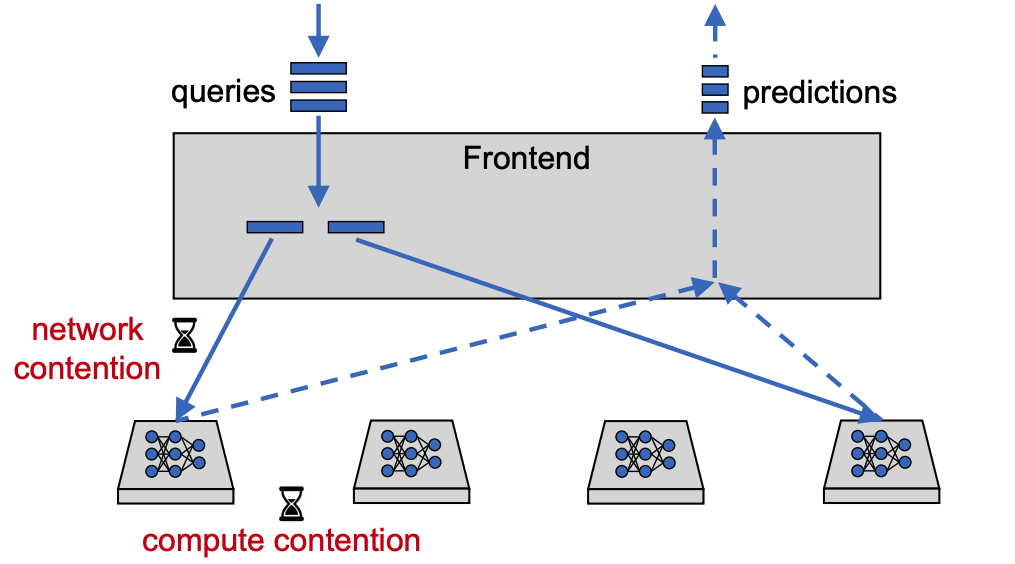 queries
predictions
Frontend
network
contention
compute contention